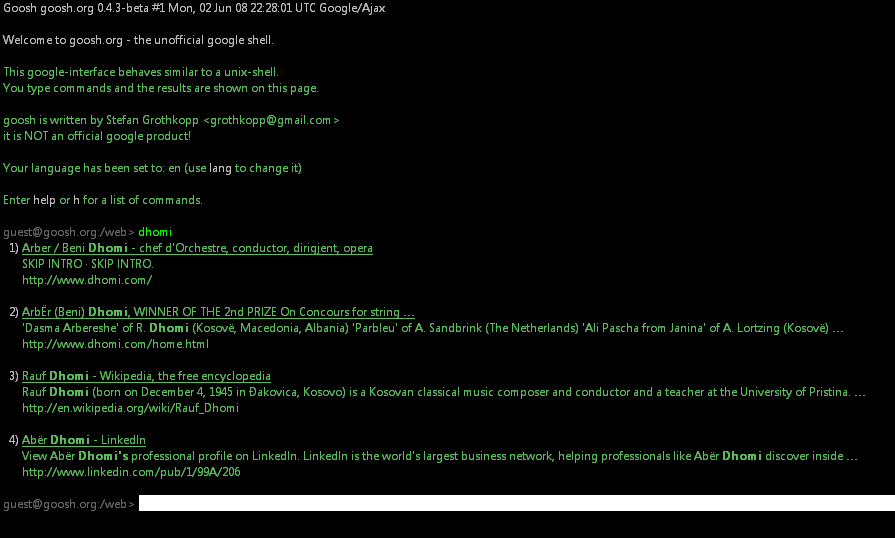 Goosh goosh.org 0.4.3-beta #1 Mon, 02 Jun 08 22:28:01 UTC Google/Ajax
Welcome to goosh.org - the unofficial google shell.
This google-interface behaves similar to a unix-shell.
You type commands and the results are shown on this page.
goosh is written by Stefan Grothkopp <grothkopp@gmail.com>
it is NOT an official google product!
Your language has been set to: en (use lang to change it)
Enter help or h for a list of commands.
guest@goosh.org:/web> dhomi
1) Arber / Beni Dhomi - chef d'Orchestre, conductor, dirigjent, opera
SKIP INTRO · SKIP INTRO.
http://www.dhomi.com/
2) ArbËr (Beni) Dhomi, WINNER OF THE 2nd PRIZE On Concours for string ...
'Dasma Arbereshe' of R. Dhomi (Kosovë, Macedonia, Albania) 'Parbleu' of A. Sandbrink (The Netherlands) 'Ali Pascha from Janina' of A. Lortzing (Kosovë) ...
http://www.dhomi.com/home.html
3) Rauf Dhomi - Wikipedia, the free encyclopedia
Rauf Dhomi (born on December 4, 1945 in Đakovica, Kosovo) is a Kosovan classical music composer and conductor and a teacher at the University of Pristina. ...
http://en.wikipedia.org/wiki/Rauf_Dhomi
4) Abër Dhomi - LinkedIn
View Abër Dhomi's professional profile on LinkedIn. LinkedIn is the world's largest business network, helping professionals like Abër Dhomi discover inside ...
http://www.linkedin.com/pub/1/99A/206
guest@goosh.org:/web>